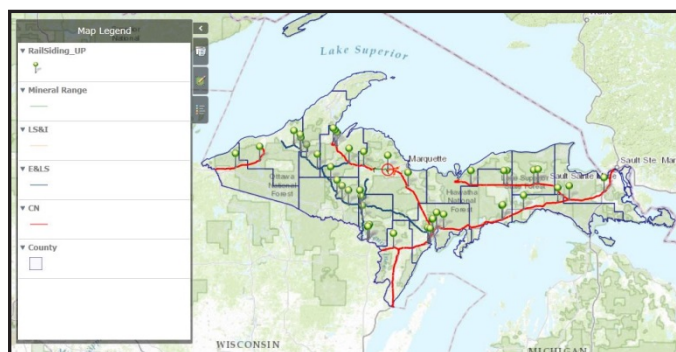 Map Legend
RailSiding_UP
Mineral Range
LS&I
E&LS
CN
County
Lake Superior
Marquette
Ottawa
National
Forest
Hiawatha
National
Forest
Sault Ste. Mar
WISCONSIN
MICHIGAN